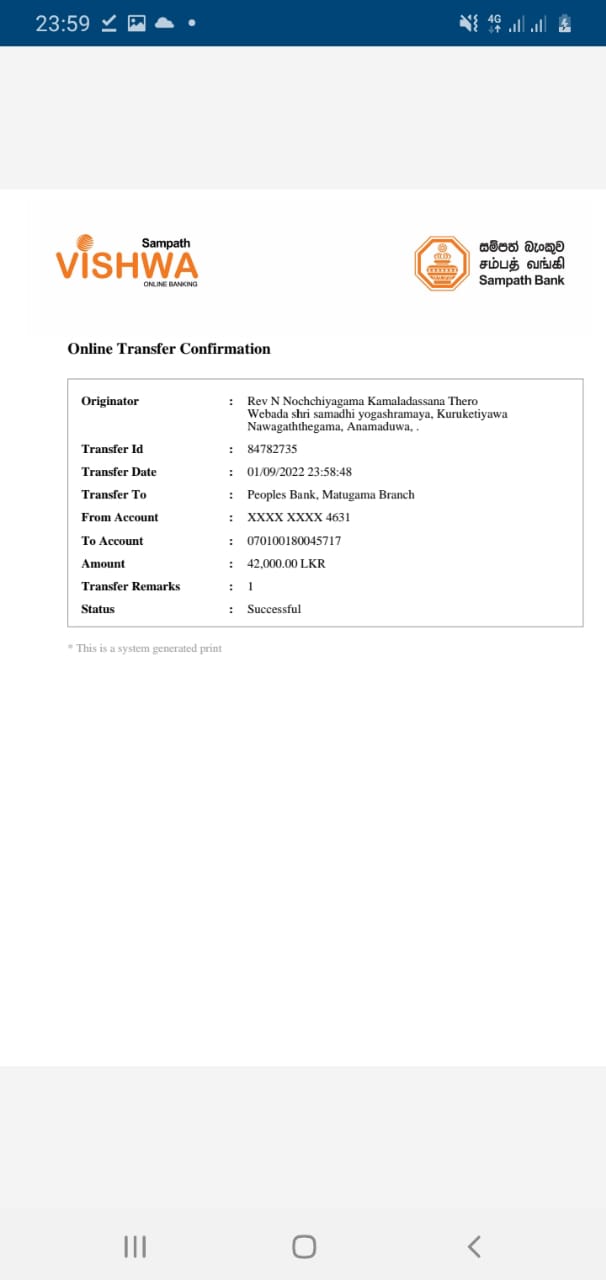 23:59
4G
Sampath
VISHWA
ONLINE BANKING
සම්පත් බැංකුව
சம்பத் வங்கி
Sampath Bank
Online Transfer Confirmation
Originator : Rev N Nochchiyagama Kamaladassana Thero
Webada shri samadhi yogashramaya, Kuruketiyawa
Nawagaththegama, Anamaduwa, .
Transfer Id : 84782735
Transfer Date : 01/09/2022 23:58:48
Transfer To : Peoples Bank, Matugama Branch
From Account : XXXX XXXX 4631
To Account : 070100180045717
Amount : 42,000.00 LKR
Transfer Remarks : 1
Status : Successful
* This is a system generated print